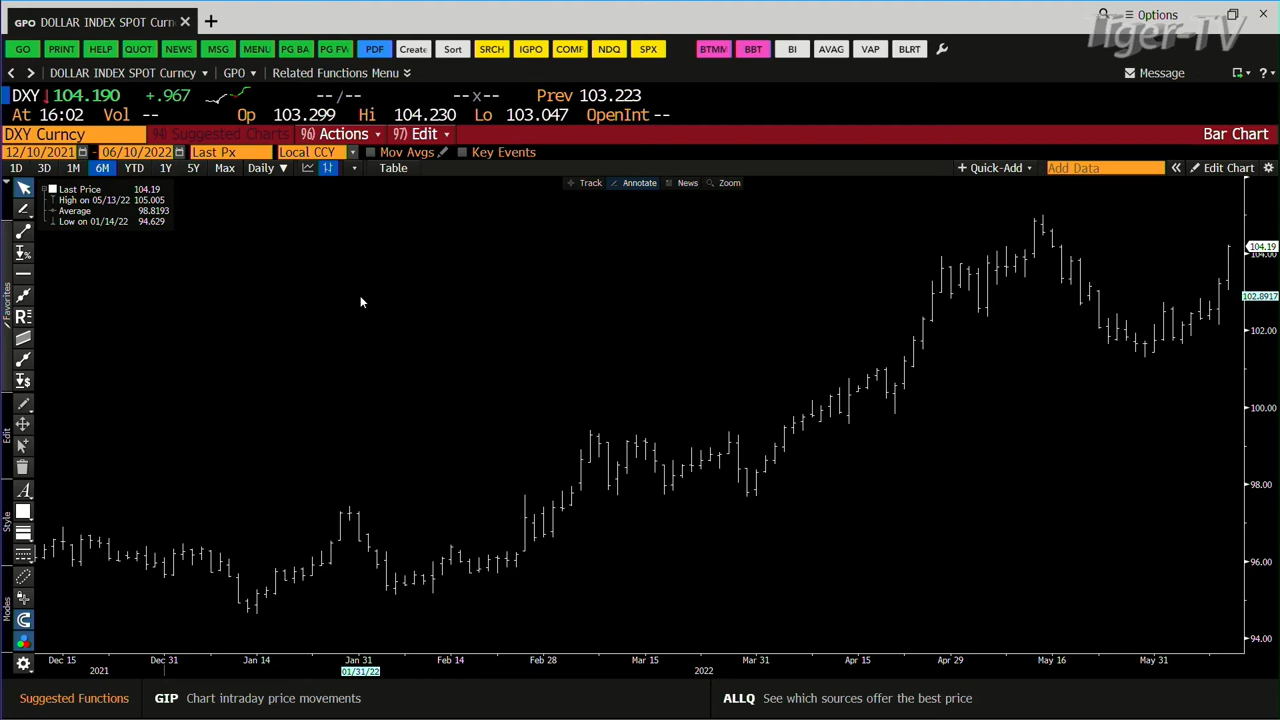 GPO DOLLAR INDEX SPOT Curn
Options
Tiger-TV
GO PRINT HELP QUOT NEWS MSG MENU PG BA PG FV PDF Create Sort SRCH IGPO COMF NDQ SPX BTMM BBT BI AVAG VAP BLRT
DOLLAR INDEX SPOT Curncy GPO Related Functions Menu Message
DXY 104.190 +.967 --/-- --x-- Prev 103.223
At 16:02 Vol -- Op 103.299 Hi 104.230 Lo 103.047 OpenInt --
DXY Curncy 94) Suggested Charts 96) Actions 97) Edit Bar Chart
12/10/2021 - 06/10/2022 Last Px Local CCY Mov Avgs Key Events
1D 3D 1M 6M YTD 1Y 5Y Max Daily Table + Quick-Add Add Data Edit Chart
Track Annotate News Zoom
Last Price 104.19
High on 05/13/22 105.005
Average 98.8193
Low on 01/14/22 94.629
Favorites
Edit
Style
Modes
104.19
104.00
102.8917
102.00
100.00
98.00
96.00
94.00
Dec 15 Dec 31 Jan 14 Jan 31 Feb 14 Feb 28 Mar 15 Mar 31 Apr 15 Apr 29 May 16 May 31
2021 01/31/22 2022
Suggested Functions GIP Chart intraday price movements ALLQ See which sources offer the best price